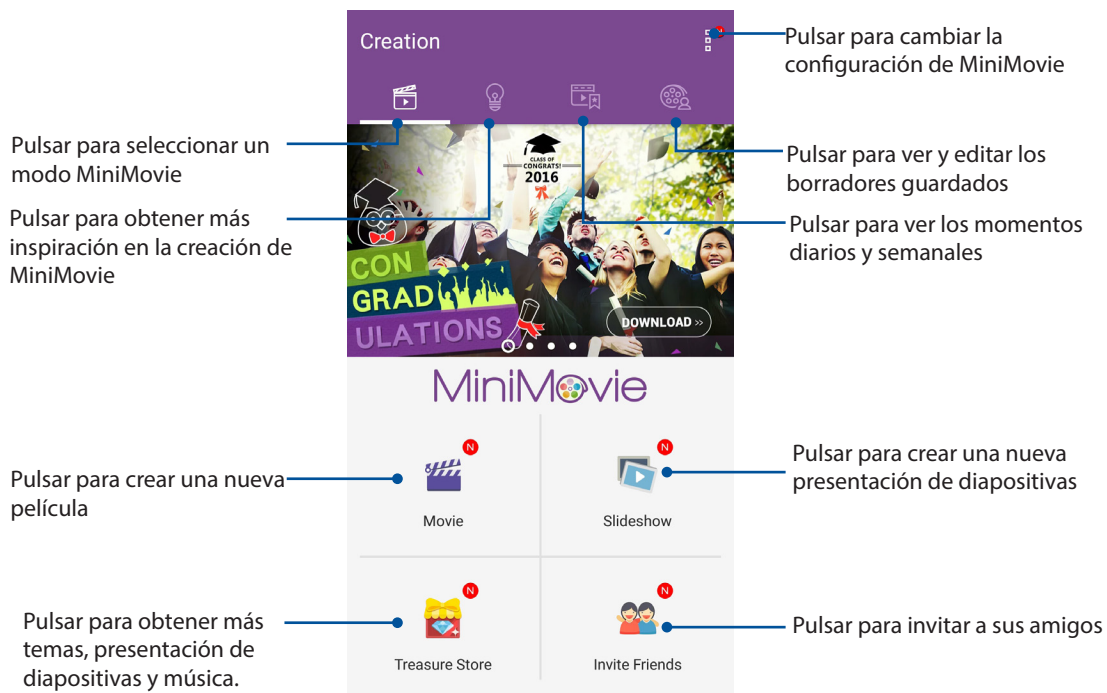 Creation
N
Pulsar para cambiar la
configuración de MiniMovie
Pulsar para seleccionar un
modo MiniMovie
Pulsar para obtener más
inspiración en la creación de
MiniMovie
Pulsar para ver y editar los
borradores guardados
Pulsar para ver los momentos
diarios y semanales
CLASS OF
CONGRATS!
2016
CON
GRAD
ULATIONS
DOWNLOAD »
MiniMovie
Pulsar para crear una nueva
película
N
Movie
N
Slideshow
Pulsar para crear una nueva
presentación de diapositivas
Pulsar para obtener más
temas, presentación de
diapositivas y música.
N
Treasure Store
N
Invite Friends
Pulsar para invitar a sus amigos